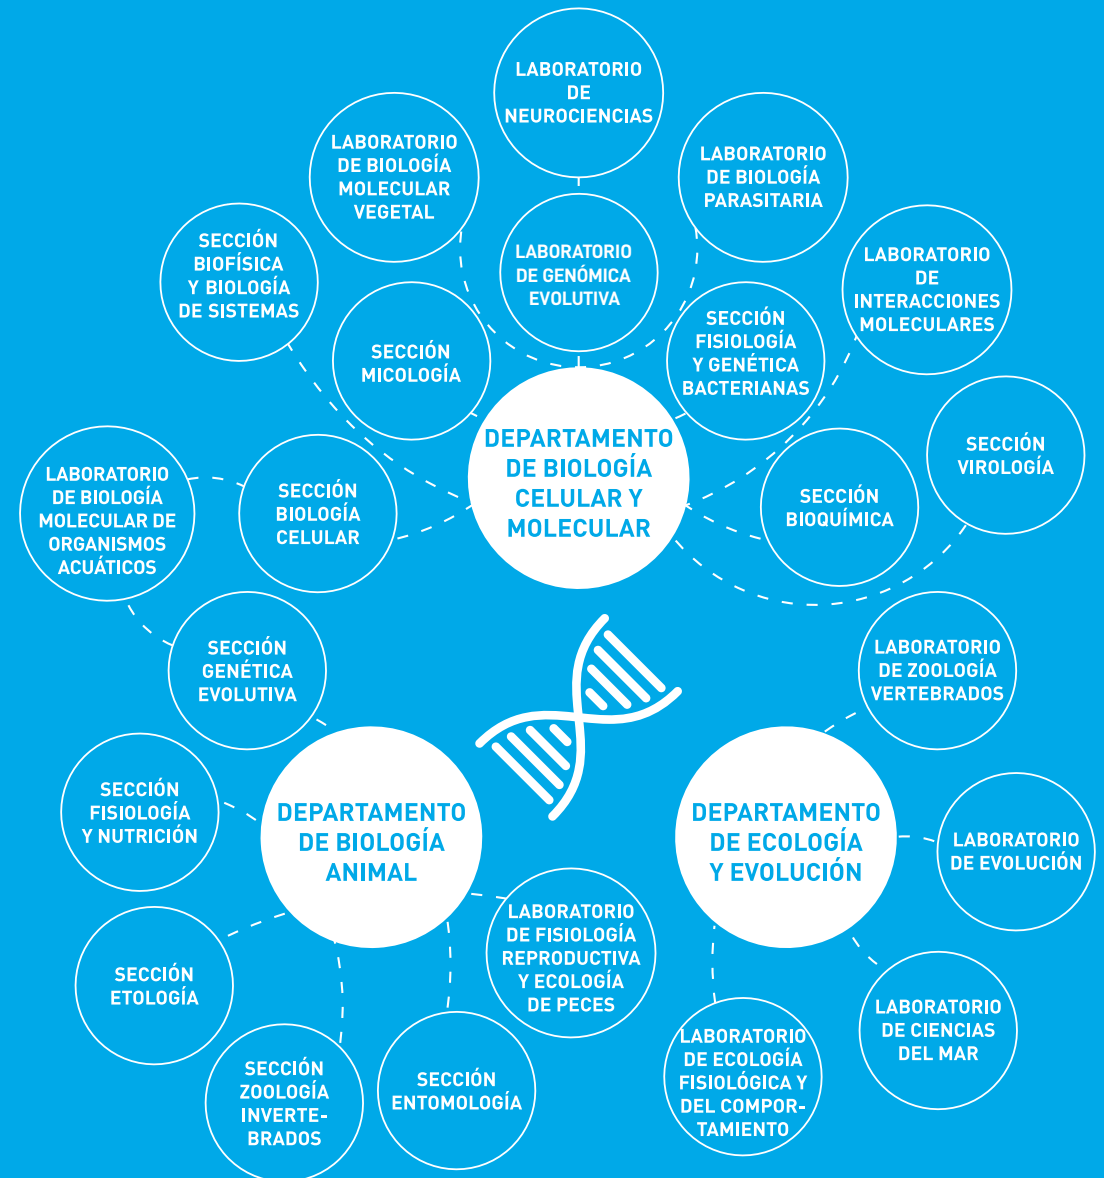 LABORATORIO
DE
NEUROCIENCIAS
LABORATORIO
DE BIOLOGÍA
MOLECULAR
VEGETAL
LABORATORIO
DE BIOLOGÍA
PARASITARIA
SECCIÓN
BIOFÍSICA
Y BIOLOGÍA
DE SISTEMAS
LABORATORIO
DE GENÓMICA
EVOLUTIVA
LABORATORIO
DE
INTERACCIONES
MOLECULARES
SECCIÓN
MICOLOGÍA
SECCIÓN
FISIOLOGÍA
Y GENÉTICA
BACTERIANAS
DEPARTAMENTO
DE BIOLOGÍA
CELULAR Y
MOLECULAR
SECCIÓN
VIROLOGÍA
LABORATORIO
DE BIOLOGÍA
MOLECULAR DE
ORGANISMOS
ACUÁTICOS
SECCIÓN
BIOLOGÍA
CELULAR
SECCIÓN
BIOQUÍMICA
SECCIÓN
GENÉTICA
EVOLUTIVA
LABORATORIO
DE ZOOLOGÍA
VERTEBRADOS
SECCIÓN
FISIOLOGÍA
Y NUTRICIÓN
DEPARTAMENTO
DE BIOLOGÍA
ANIMAL
DEPARTAMENTO
DE ECOLOGÍA
Y EVOLUCIÓN
LABORATORIO
DE EVOLUCIÓN
LABORATORIO
DE FISIOLOGÍA
REPRODUCTIVA
Y ECOLOGÍA
DE PECES
SECCIÓN
ETOLOGÍA
LABORATORIO
DE CIENCIAS
DEL MAR
SECCIÓN
ZOOLOGÍA
INVERTE-
BRADOS
SECCIÓN
ENTOMOLOGÍA
LABORATORIO
DE ECOLOGÍA
FISIOLÓGICA Y
DEL COMPOR-
TAMIENTO